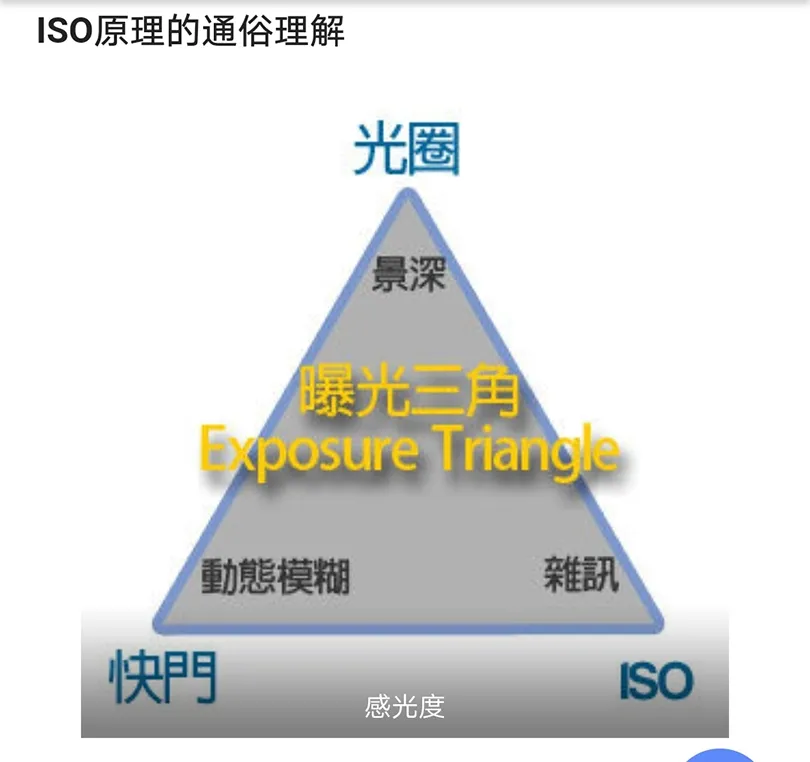 ISO原理的通俗理解
光圈
景深
曝光三角
Exposure Triangle
動態模糊
雜訊
快門
ISO
感光度